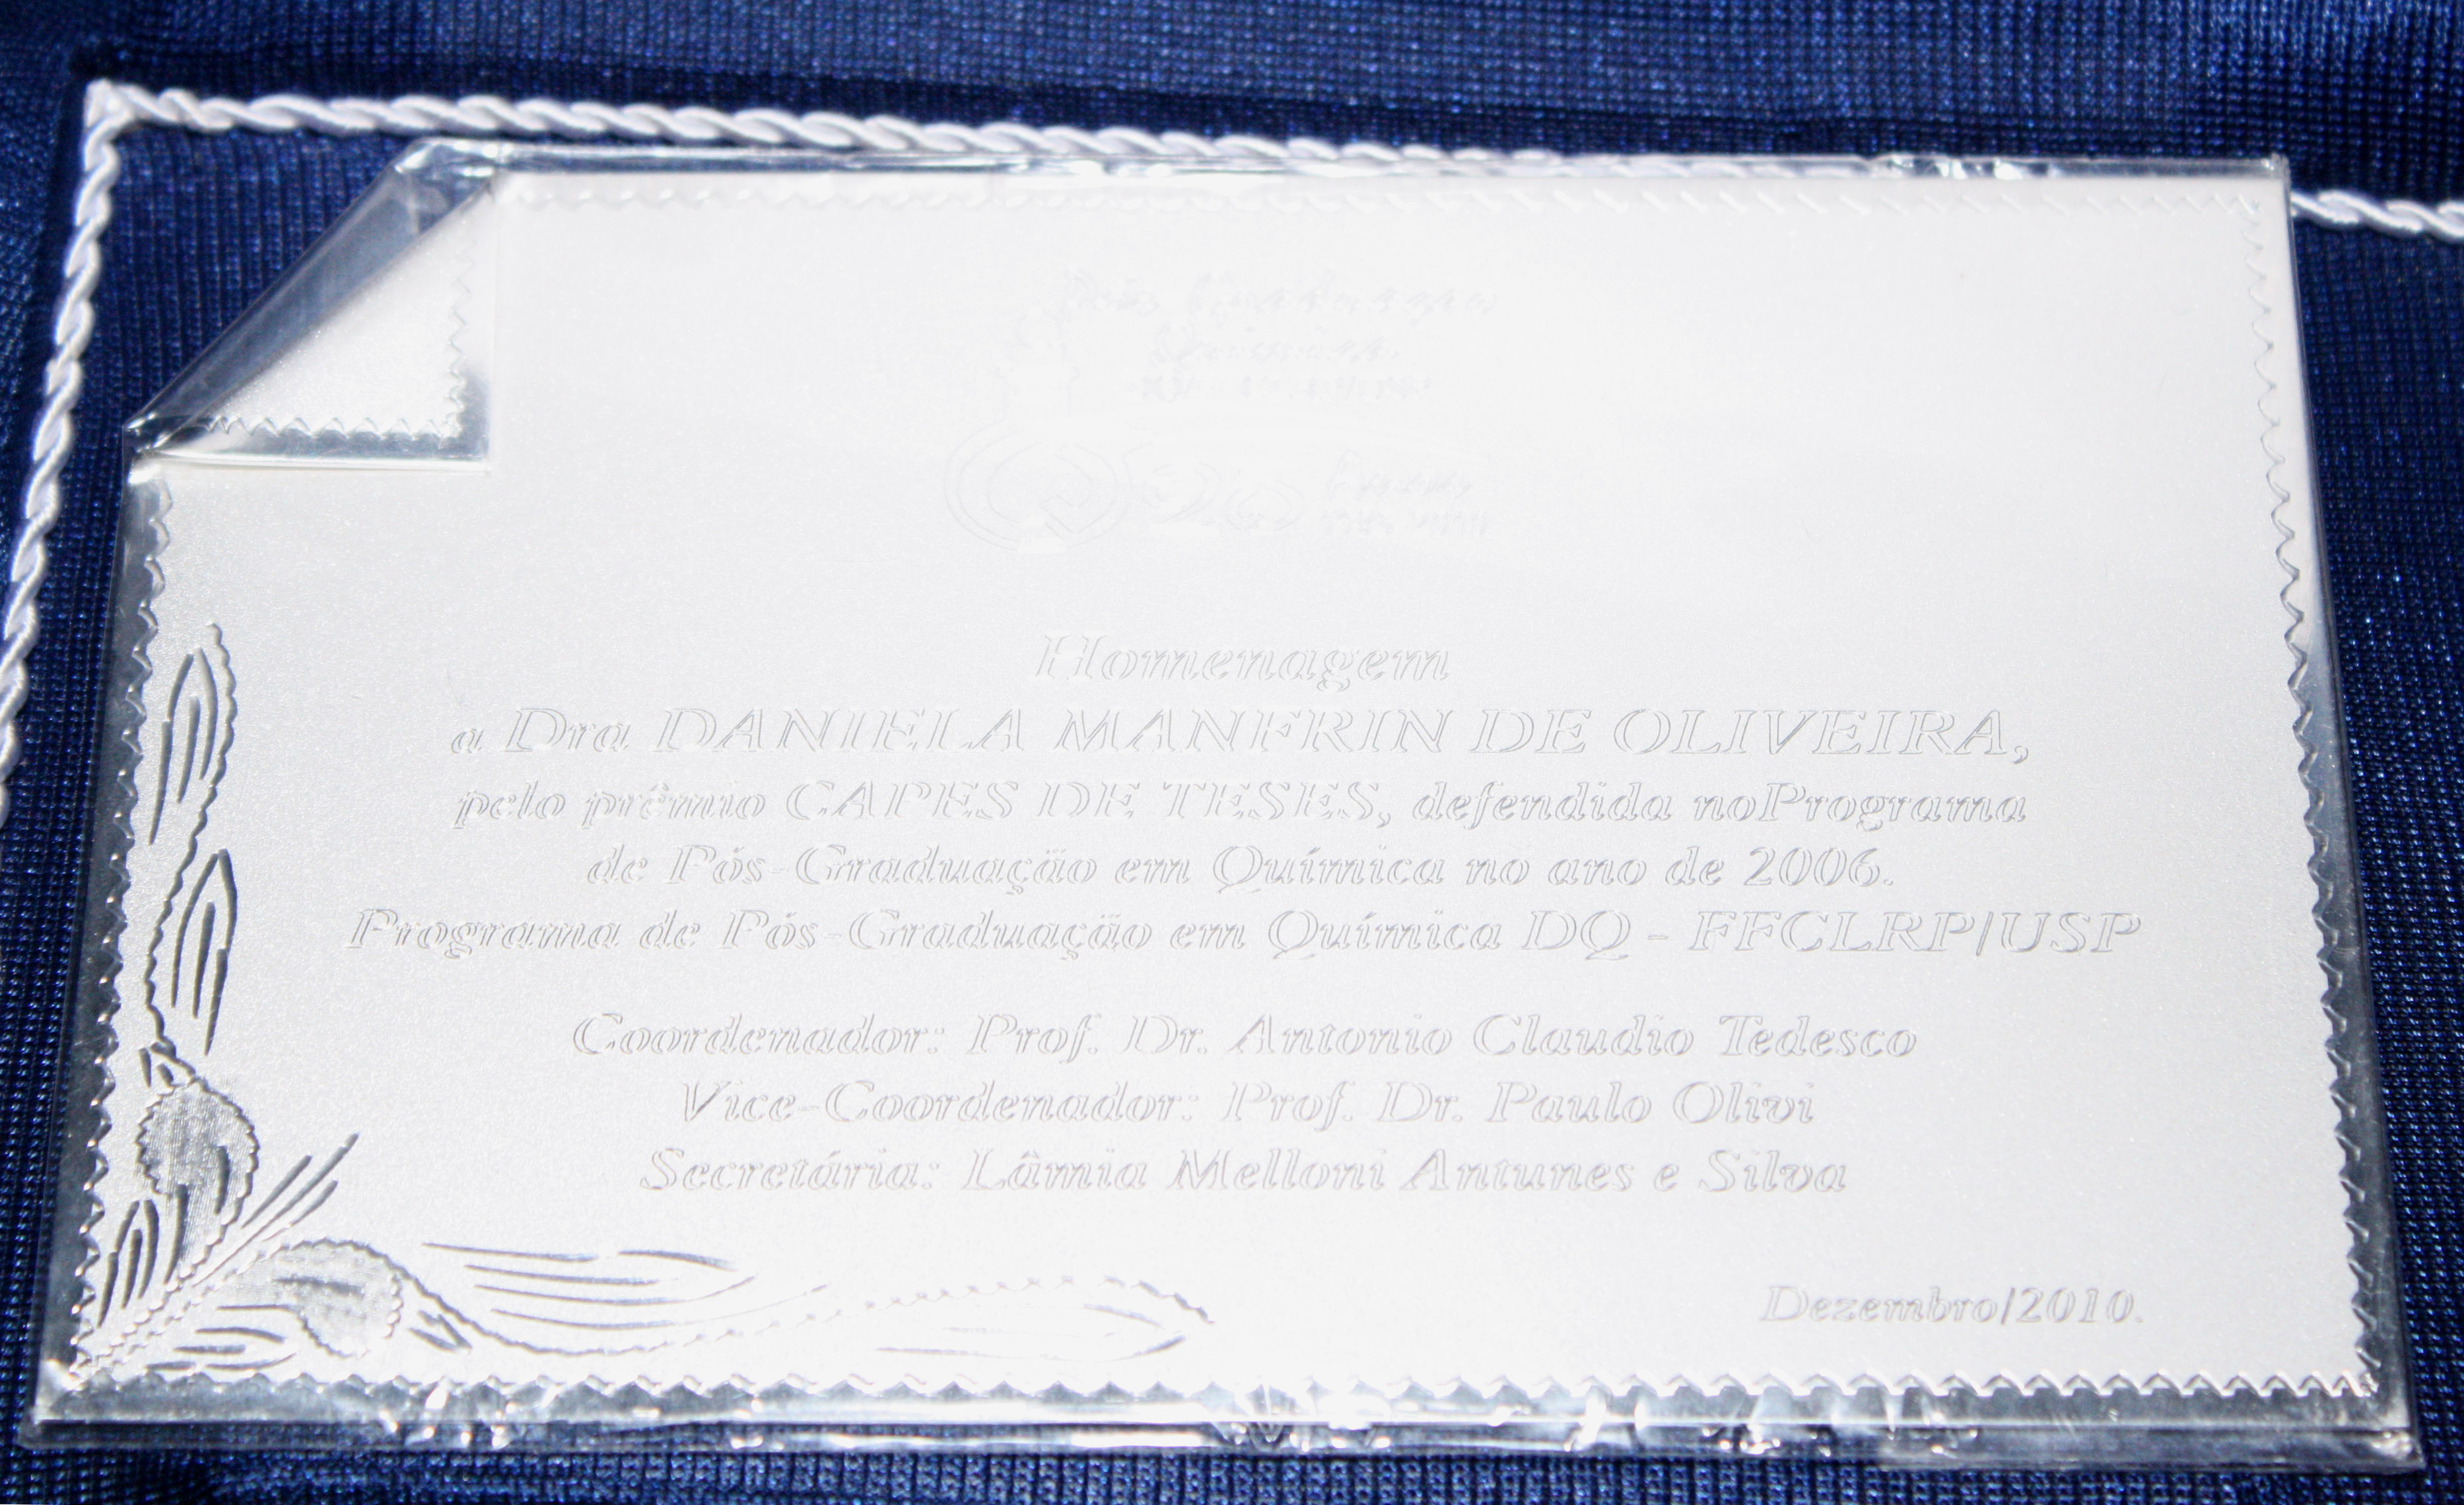 Homenagem
a Dra DANIELA MANFRIN DE OLIVEIRA,
pelo prêmio CAPES DE TESES, defendida noPrograma
de Pós-Graduação em Química no ano de 2006.
Programa de Pós-Graduação em Química DQ - FFCLRP/USP
Coordenador: Prof. Dr. Antonio Claudio Tedesco
Vice-Coordenador: Prof. Dr. Paulo Olivi
Secretária: Lâmia Melloni Antunes e Silva
Dezembro/2010.